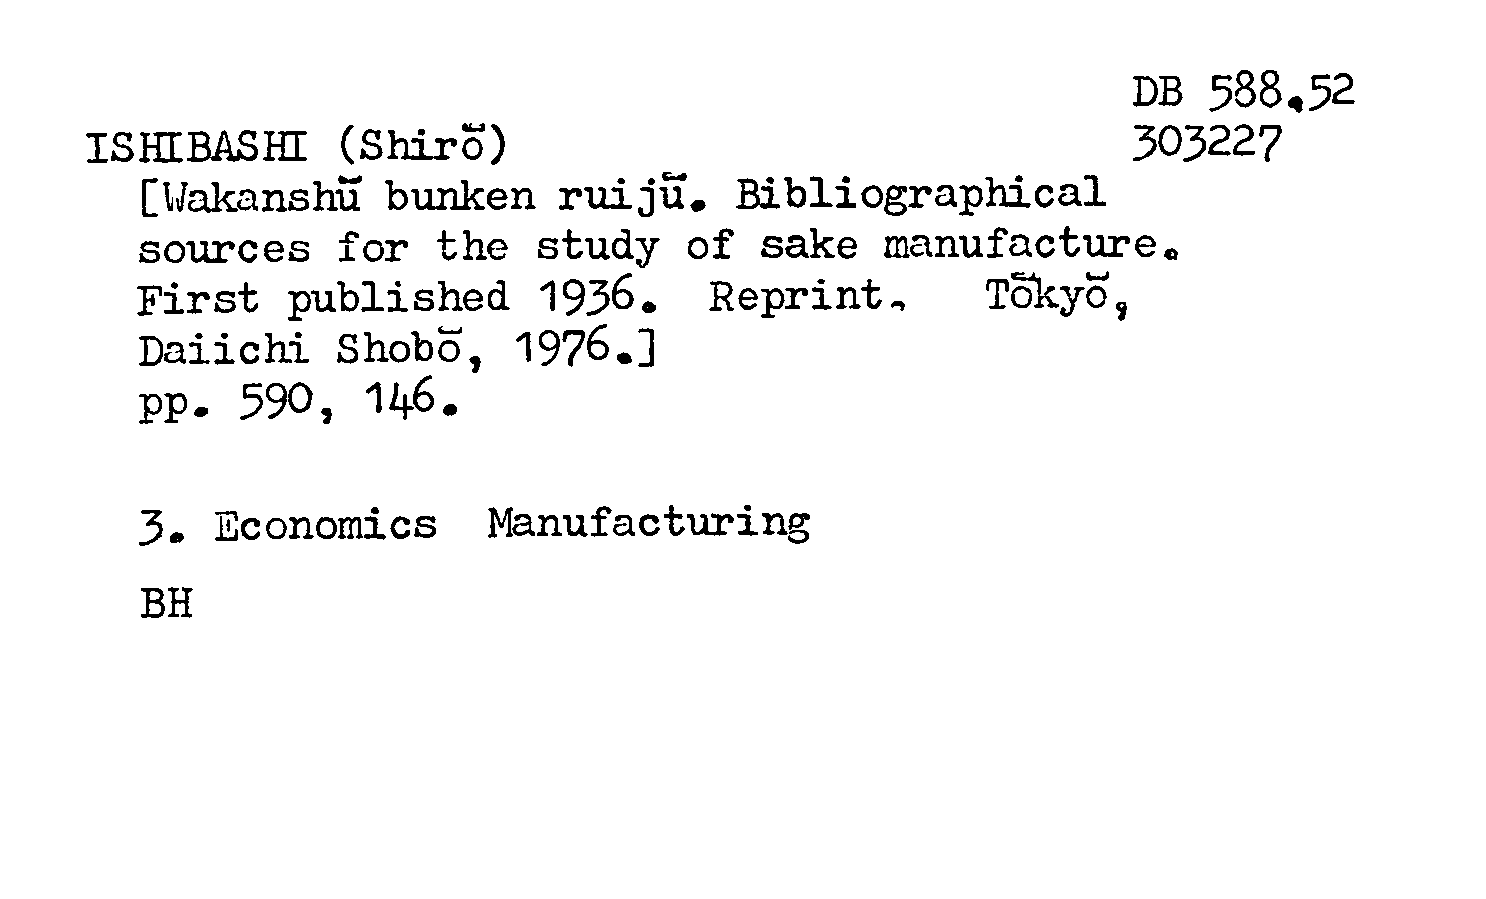 DB 588.52
ISHIBASHI (Shirō) 303227
[Wakanshū bunken ruijū. Bibliographical
sources for the study of sake manufacture.
First published 1936. Reprint. Tōkyō,
Daiichi Shobō, 1976.]
pp. 590, 146.
3. Economics Manufacturing
BH